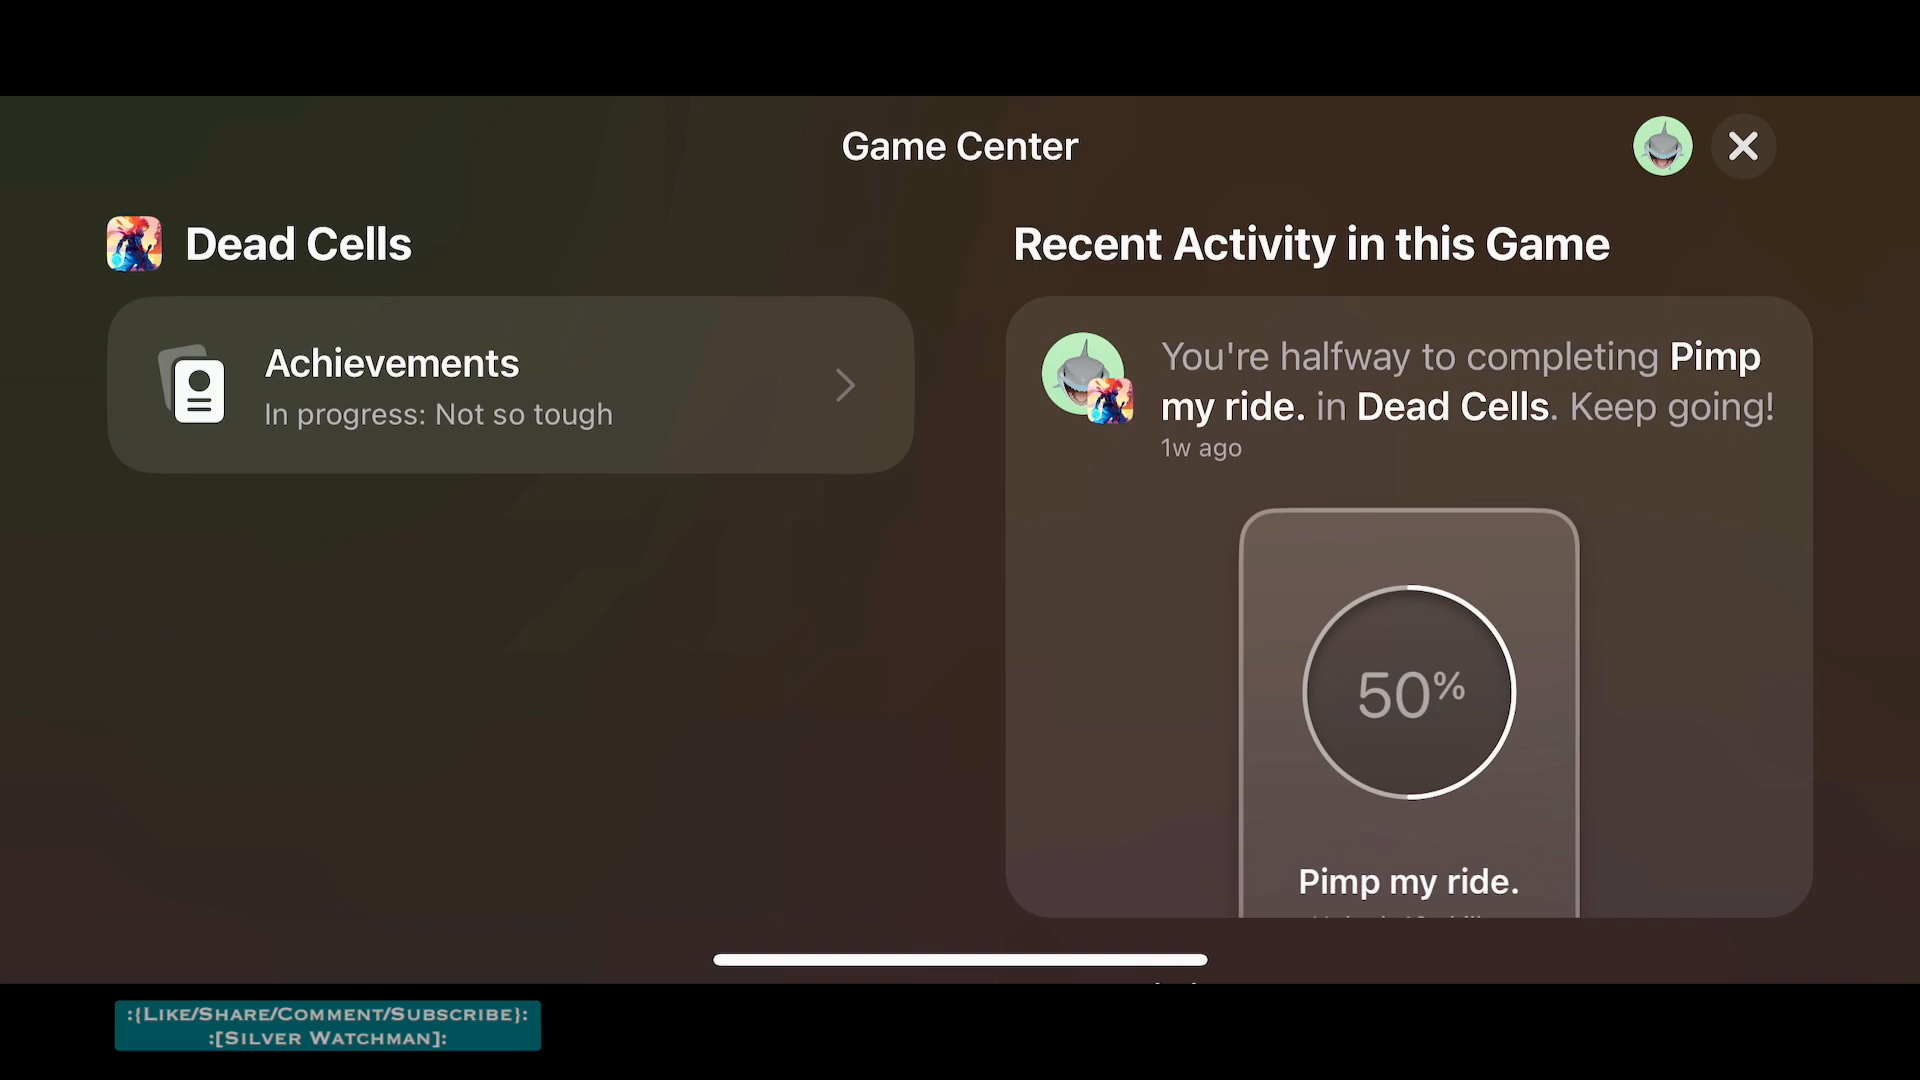 Game Center
Dead Cells
Achievements
In progress: Not so tough
Recent Activity in this Game
You're halfway to completing Pimp
my ride. in Dead Cells. Keep going!
1w ago
50%
Pimp my ride.
:{Like/Share/Comment/Subscribe}:
:[Silver Watchman]: